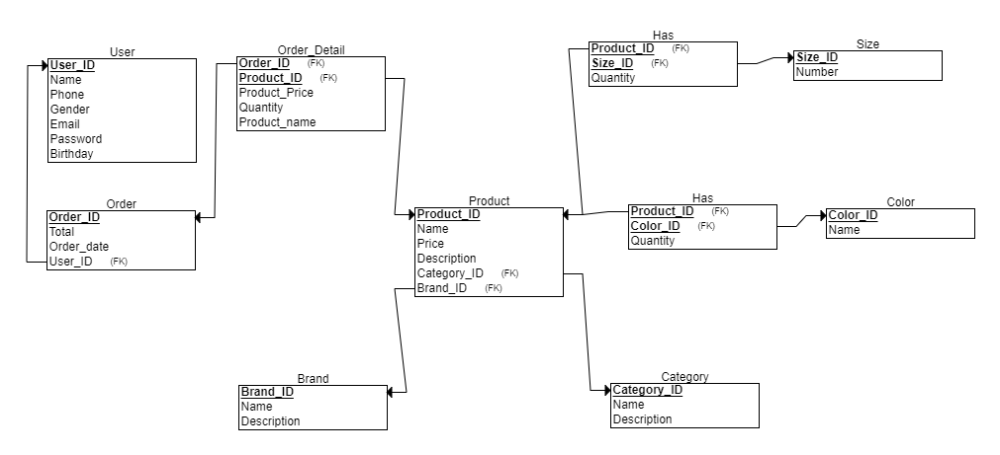 User
User_ID
Name
Phone
Gender
Email
Password
Birthday
Order_Detail
Order_ID (FK)
Product_ID (FK)
Product_Price
Quantity
Product_name
Has
Product_ID (FK)
Size_ID (FK)
Quantity
Size
Size_ID
Number
Order
Order_ID
Total
Order_date
User_ID (FK)
Product
Product_ID
Name
Price
Description
Category_ID (FK)
Brand_ID (FK)
Has
Product_ID (FK)
Color_ID (FK)
Quantity
Color
Color_ID
Name
Brand
Brand_ID
Name
Description
Category
Category_ID
Name
Description